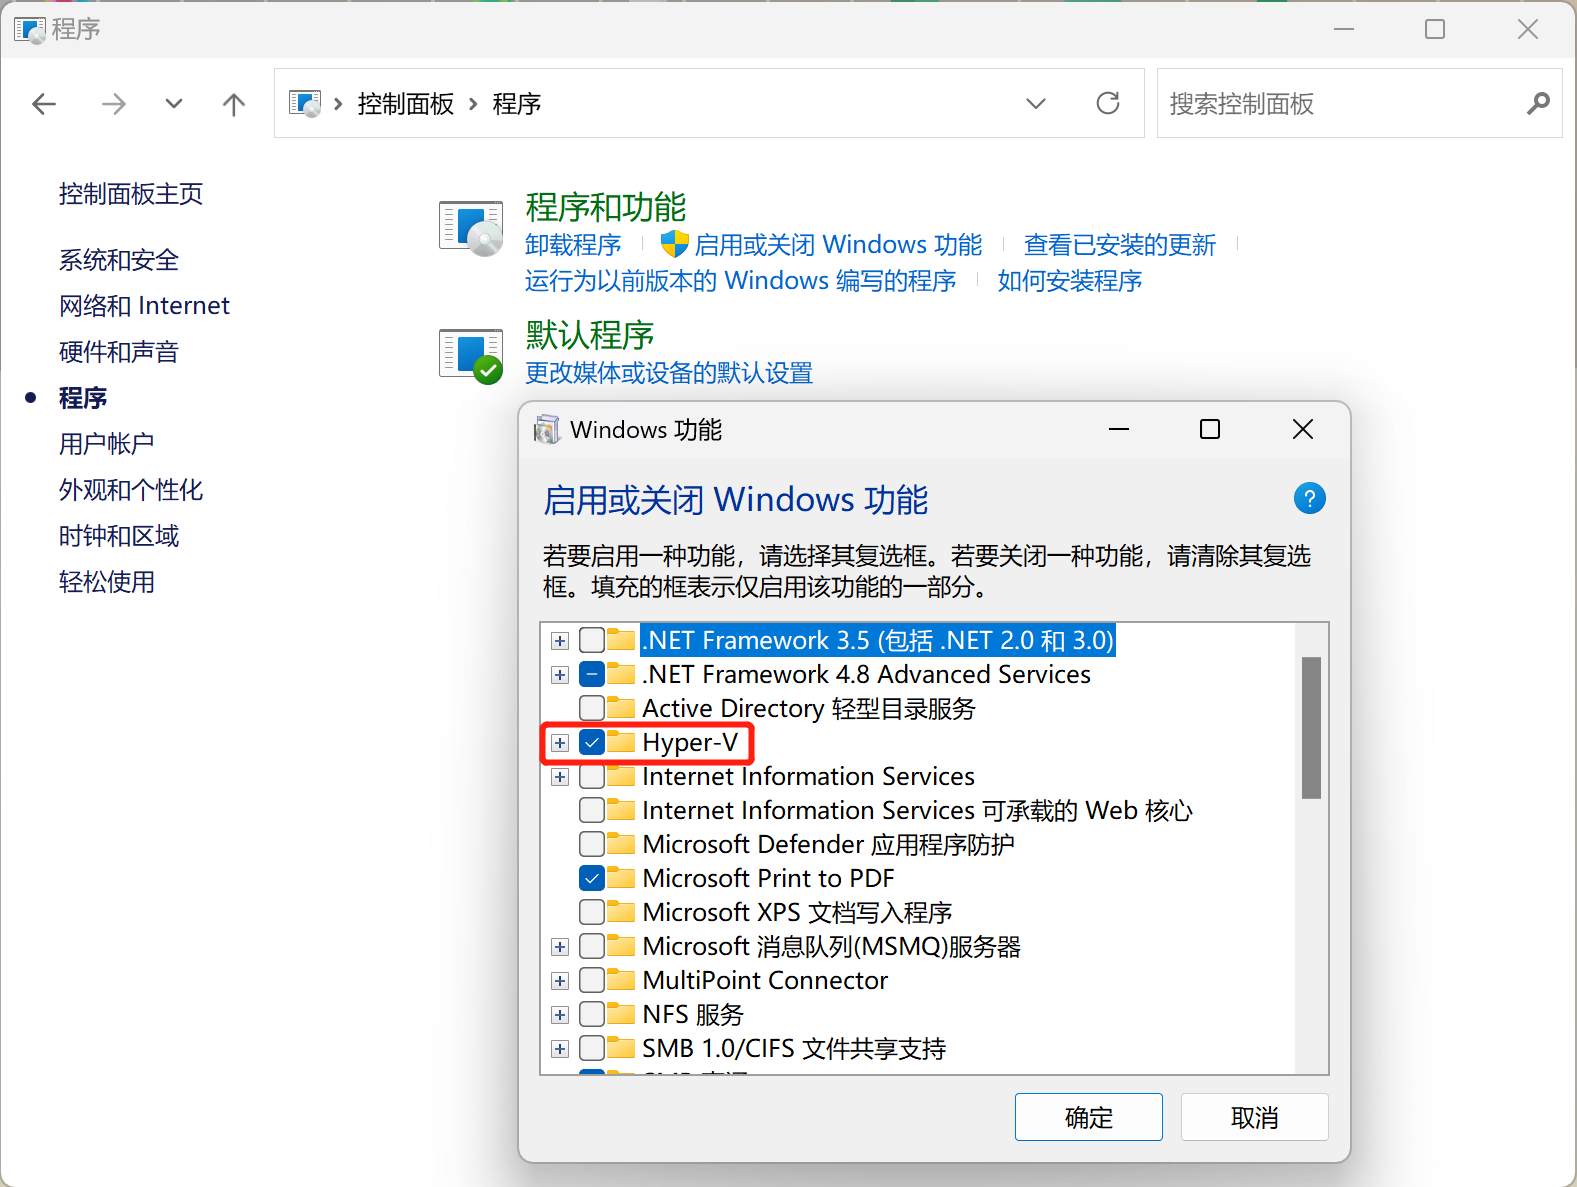 程序
控制面板 程序
搜索控制面板
控制面板主页
系统和安全
网络和 Internet
硬件和声音
程序
用户帐户
外观和个性化
时钟和区域
轻松使用
程序和功能
卸载程序 启用或关闭 Windows 功能 查看已安装的更新
运行为以前版本的 Windows 编写的程序 如何安装程序
默认程序
更改媒体或设备的默认设置
Windows 功能
启用或关闭 Windows 功能
若要启用一种功能，请选择其复选框。若要关闭一种功能，请清除其复选
框。填充的框表示仅启用该功能的一部分。
.NET Framework 3.5 (包括 .NET 2.0 和 3.0)
.NET Framework 4.8 Advanced Services
Active Directory 轻型目录服务
Hyper-V
Internet Information Services
Internet Information Services 可承载的 Web 核心
Microsoft Defender 应用程序防护
Microsoft Print to PDF
Microsoft XPS 文档写入程序
Microsoft 消息队列(MSMQ)服务器
MultiPoint Connector
NFS 服务
SMB 1.0/CIFS 文件共享支持
确定 取消